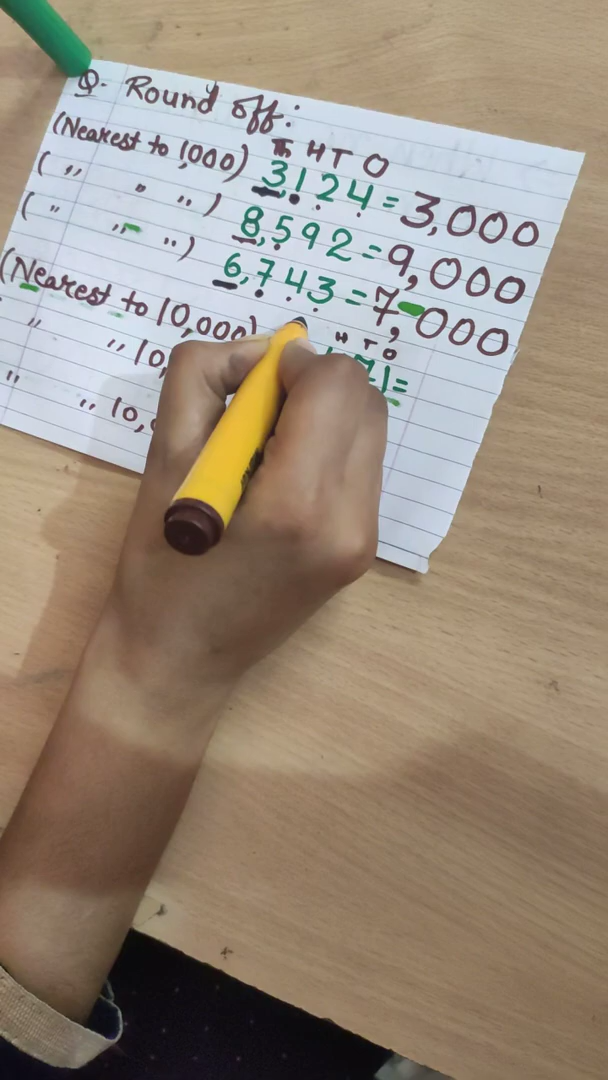 Q. Round off:
Th H T O
(Nearest to 1,000) 3,124 = 3,000
( " " " ) 8,592 = 9,000
( " " " ) 6,743 = 7,000
(Nearest to 10,000)
H T O
" " 10, 71=
" " 10,